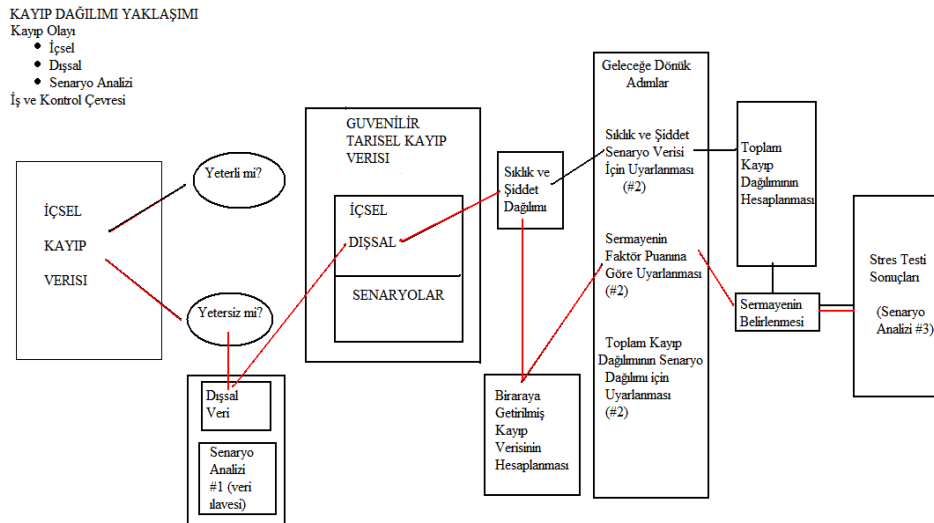 KAYIP DAĞILIMI YAKLAŞIMI
Kayıp Olayı
İçsel
Dışsal
Senaryo Analizi
İş ve Kontrol Çevresi
İÇSEL
KAYIP
VERISI
Yeterli mi?
Yetersiz mi?
Dışsal
Veri
Senaryo
Analizi
#1 (veri
ılavesi)
GUVENİLİR
TARISEL KAYIP
VERISI
İÇSEL
DIŞSAL
SENARYOLAR
Sıklık ve
Şiddet
Dağılımı
Biraraya
Getirilmiş
Kayıp
Verisinin
Hesaplanması
Geleceğe Dönük
Adımlar
Sıklık ve Şiddet
Senaryo Verisi
İçin Uyarlanması
(#2)
Sermayenin
Faktör Puanına
Göre Uyarlanması
(#2)
Toplam Kayıp
Dağılımının Senaryo
Dağılımı için
Uyarlanması
(#2)
Toplam
Kayıp
Dağılımının
Hesaplanması
Sermayenin
Belirlenmesi
Stres Testi
Sonuçları
(Senaryo
Analizi #3)